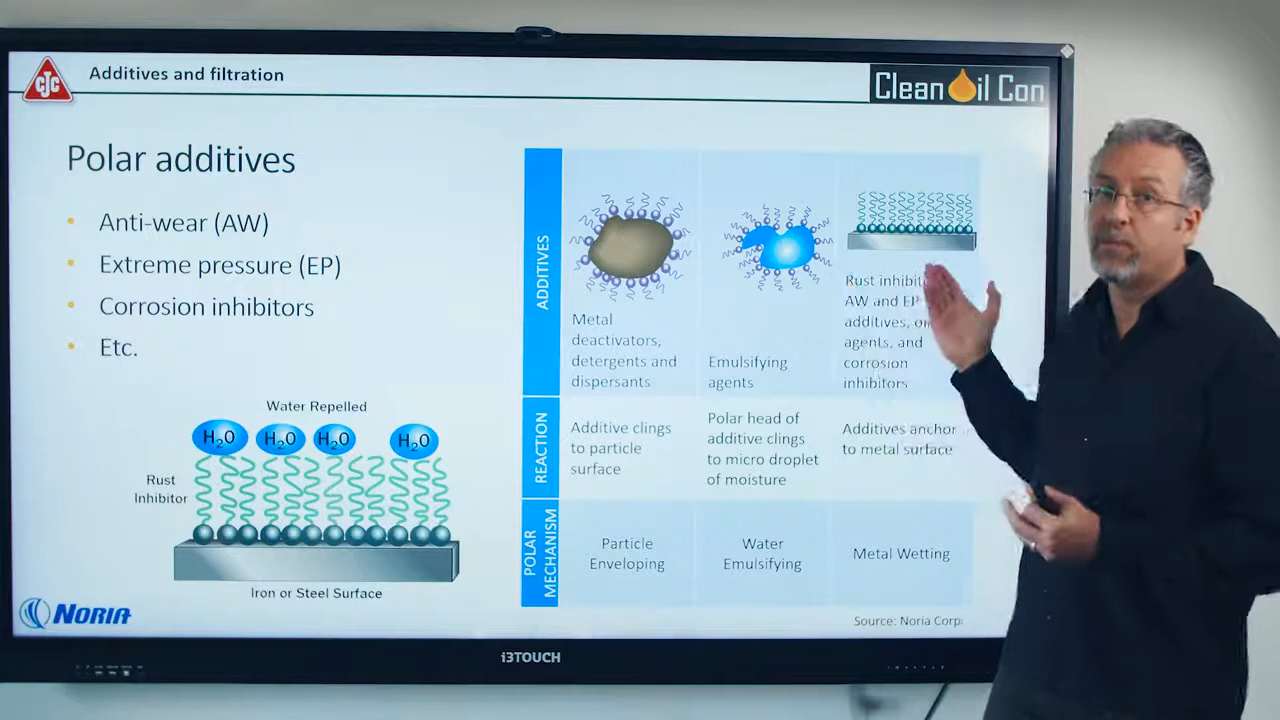 CJC
Additives and filtration
Clean Oil Con
Polar additives
• Anti-wear (AW)
• Extreme pressure (EP)
• Corrosion inhibitors
• Etc.
Water Repelled
H₂O H₂O H₂O H₂O
Rust
Inhibitor
Iron or Steel Surface
NORIA
ADDITIVES
Metal
deactivators,
detergents and
dispersants
Emulsifying
agents
Rust
AW and EP
additives,
agents, and
corrosion
inhibitors
REACTION
Additive clings
to particle
surface
Polar head of
additive clings
to micro droplet
of moisture
Additives anchor
to metal surface
POLAR
MECHANISM
Particle
Enveloping
Water
Emulsifying
Metal Wetting
Source: Noria Corp
i3TOUCH